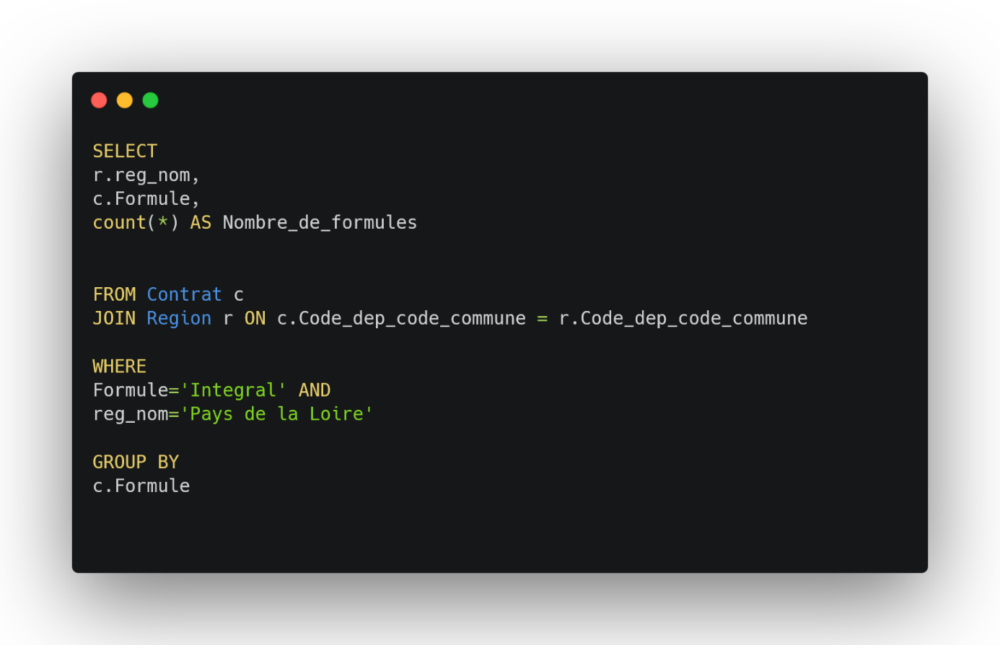 SELECT
r.reg_nom,
c.Formule,
count(*) AS Nombre_de_formules
FROM Contrat c
JOIN Region r ON c.Code_dep_code_commune = r.Code_dep_code_commune
WHERE
Formule='Integral' AND
reg_nom='Pays de la Loire'
GROUP BY
c.Formule